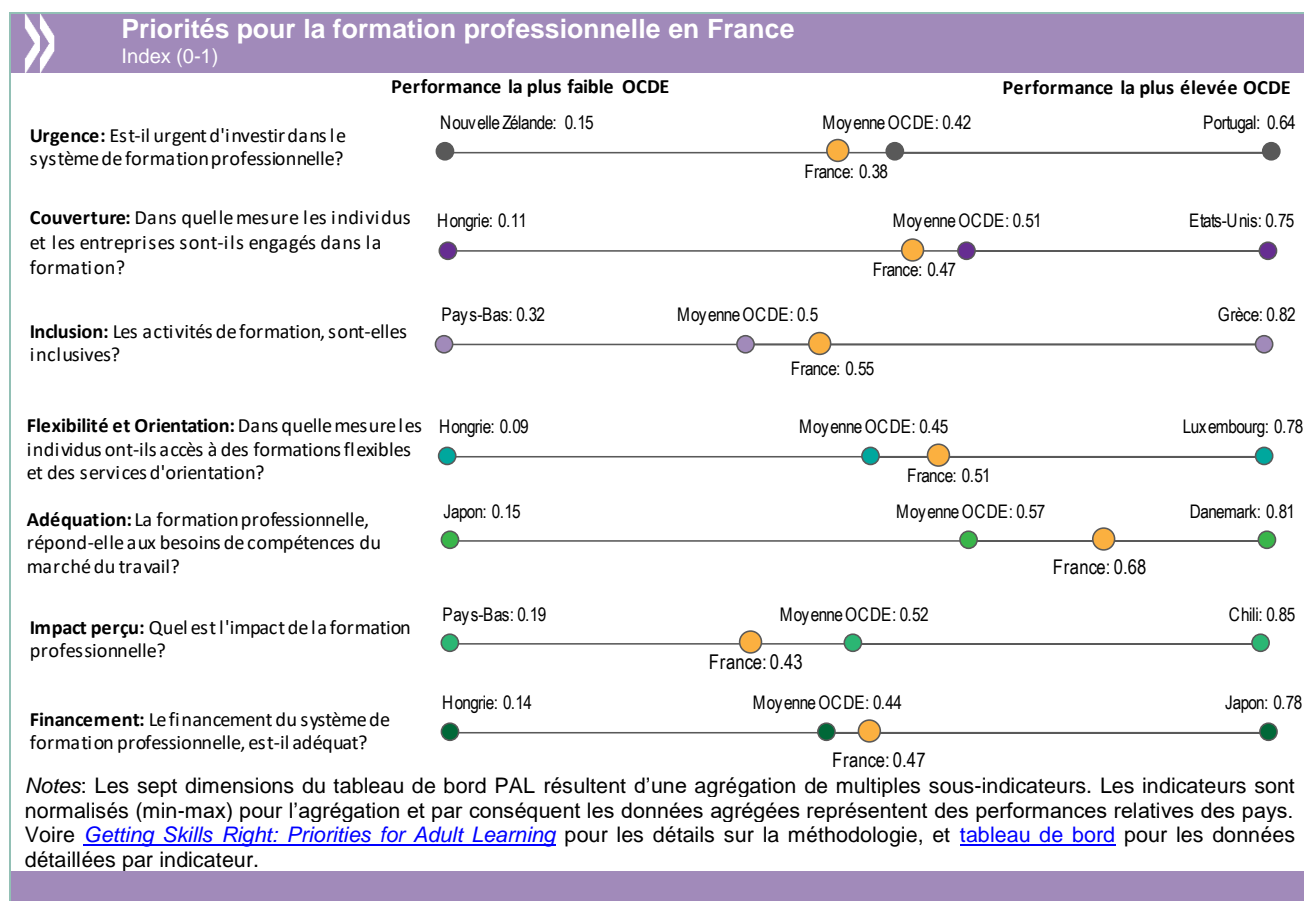 Priorités pour la formation professionnelle en France
Index (0-1)
Performance la plus faible OCDE
Performance la plus élevée OCDE
Urgence: Est-il urgent d'investir dans le
système de formation professionnelle?
Nouvelle Zélande: 0.15
Moyenne OCDE: 0.42
Portugal: 0.64
France: 0.38
Couverture: Dans quelle mesure les individus
et les entreprises sont-ils engagés dans la
formation?
Hongrie: 0.11
Moyenne OCDE: 0.51
Etats-Unis: 0.75
France: 0.47
Inclusion: Les activités de formation, sont-elles
inclusives?
Pays-Bas: 0.32
Moyenne OCDE: 0.5
Grèce: 0.82
France: 0.55
Flexibilité et Orientation: Dans quelle mesure les
individus ont-ils accès à des formations flexibles
et des services d'orientation?
Hongrie: 0.09
Moyenne OCDE: 0.45
Luxembourg: 0.78
France: 0.51
Adéquation: La formation professionnelle,
répond-elle aux besoins de compétences du
marché du travail?
Japon: 0.15
Moyenne OCDE: 0.57
Danemark: 0.81
France: 0.68
Impact perçu: Quel est l'impact de la formation
professionnelle?
Pays-Bas: 0.19
Moyenne OCDE: 0.52
Chili: 0.85
France: 0.43
Financement: Le financement du système de
formation professionnelle, est-il adéquat?
Hongrie: 0.14
Moyenne OCDE: 0.44
Japon: 0.78
France: 0.47
Notes: Les sept dimensions du tableau de bord PAL résultent d'une agrégation de multiples sous-indicateurs. Les indicateurs sont
normalisés (min-max) pour l'agrégation et par conséquent les données agrégées représentent des performances relatives des pays.
Voire Getting Skills Right: Priorities for Adult Learning pour les détails sur la méthodologie, et tableau de bord pour les données
détaillées par indicateur.